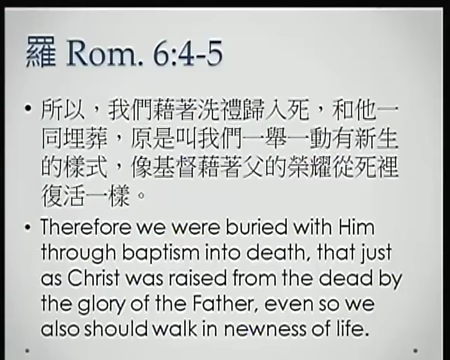 羅 Rom. 6:4-5
• 所以，我們藉著洗禮歸入死，和他一
同埋葬，原是叫我們一舉一動有新生
的樣式，像基督藉著父的榮耀從死裡
復活一樣。
• Therefore we were buried with Him
through baptism into death, that just
as Christ was raised from the dead by
the glory of the Father, even so we
also should walk in newness of life.